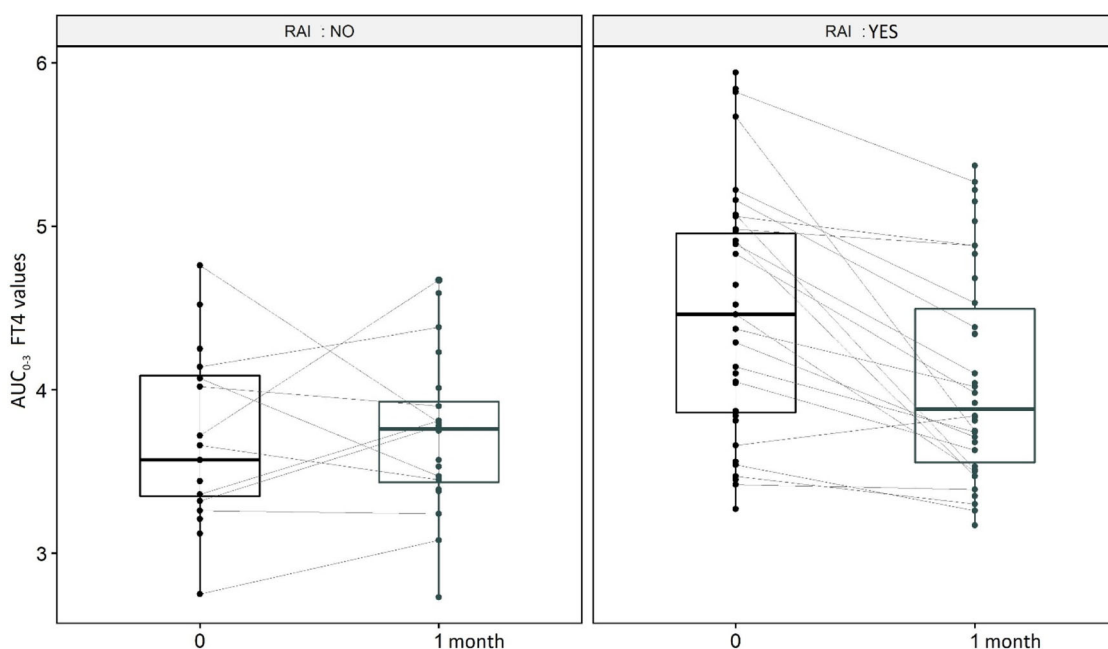 RAI : NO
RAI : YES
AUC0-3 FT4 values
6
5
4
3
0
1 month
0
1 month